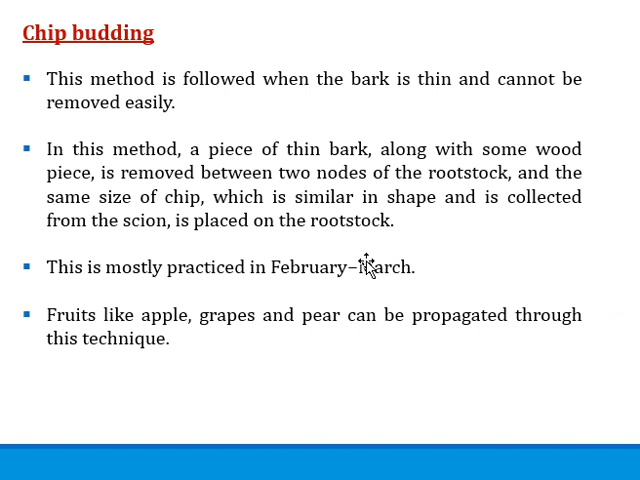 Chip budding
▪ This method is followed when the bark is thin and cannot be
removed easily.
▪ In this method, a piece of thin bark, along with some wood
piece, is removed between two nodes of the rootstock, and the
same size of chip, which is similar in shape and is collected
from the scion, is placed on the rootstock.
▪ This is mostly practiced in February–March.
▪ Fruits like apple, grapes and pear can be propagated through
this technique.